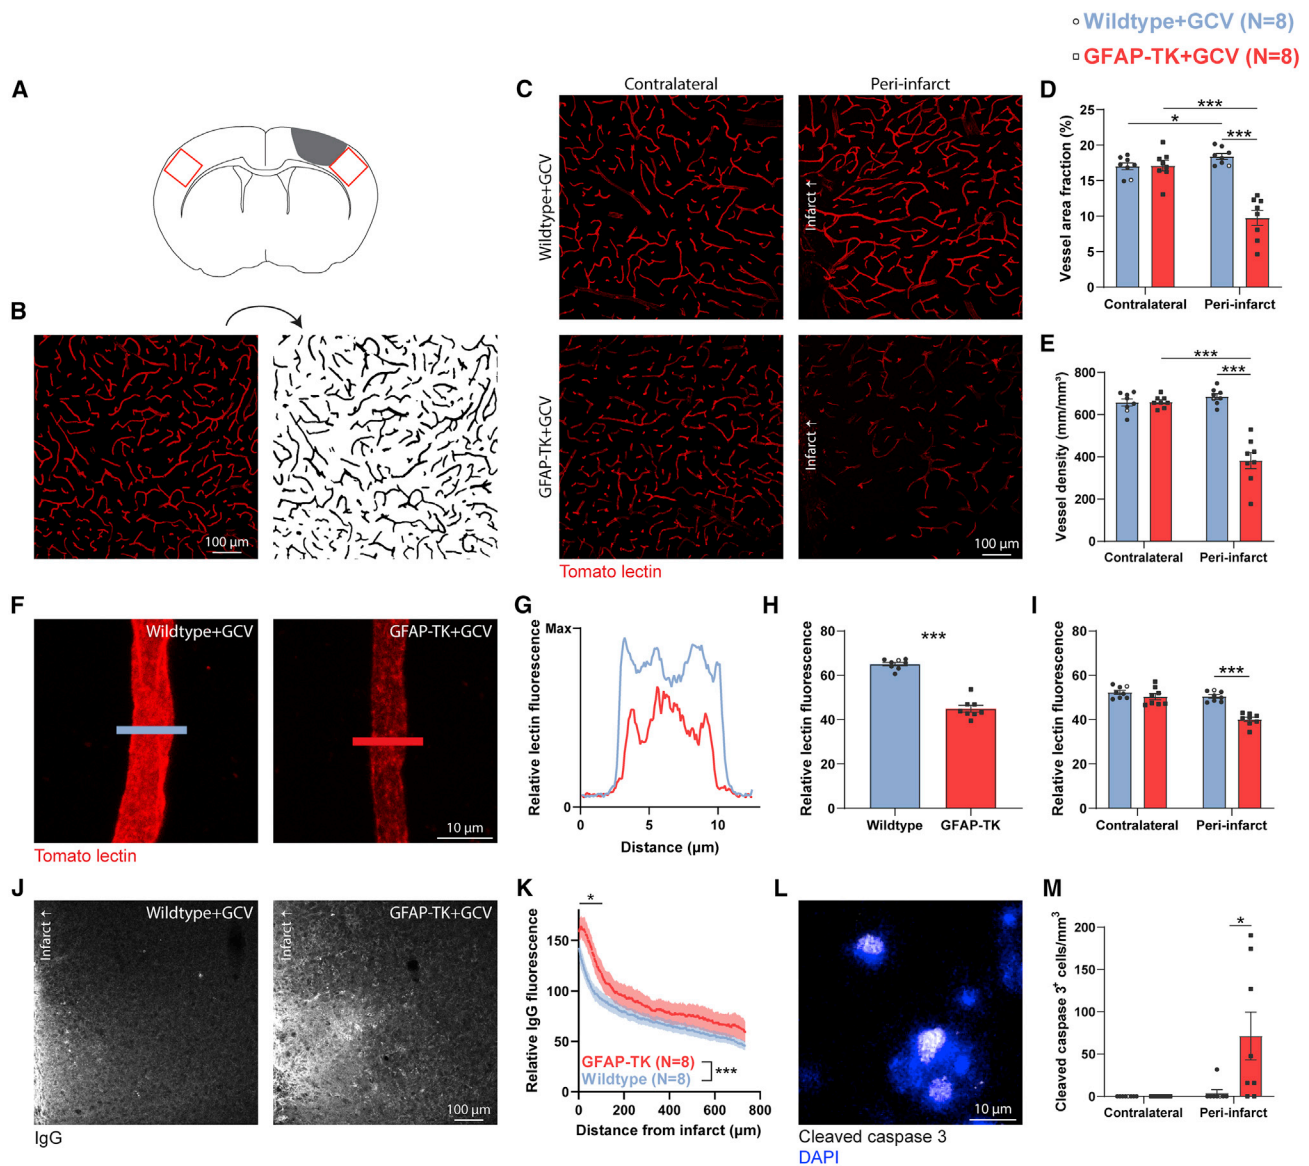 Wildtype+GCV (N=8)
GFAP-TK+GCV (N=8)
A
B
100 µm
C
Contralateral
Peri-infarct
Wildtype+GCV
Infarct ↑
GFAP-TK+GCV
Infarct ↑
100 µm
Tomato lectin
D
Vessel area fraction (%)
25
20
15
10
5
0
***
*
***
Contralateral
Peri-infarct
E
Vessel density (mm/mm³)
800
600
400
200
0
***
***
Contralateral
Peri-infarct
F
Wildtype+GCV
GFAP-TK+GCV
10 µm
Tomato lectin
G
Relative lectin fluorescence
Max
0
0
5
10
Distance (µm)
H
Relative lectin fluorescence
80
60
40
20
0
***
Wildtype
GFAP-TK
I
Relative lectin fluorescence
80
60
40
20
0
***
Contralateral
Peri-infarct
J
Infarct ↑
Wildtype+GCV
Infarct ↑
GFAP-TK+GCV
100 µm
IgG
K
Relative IgG fluorescence
150
100
50
0
*
GFAP-TK (N=8)
Wildtype (N=8)
***
0
200
400
600
800
Distance from infarct (µm)
L
10 µm
Cleaved caspase 3
DAPI
M
Cleaved caspase 3⁺ cells/mm³
200
150
100
50
0
*
Contralateral
Peri-infarct